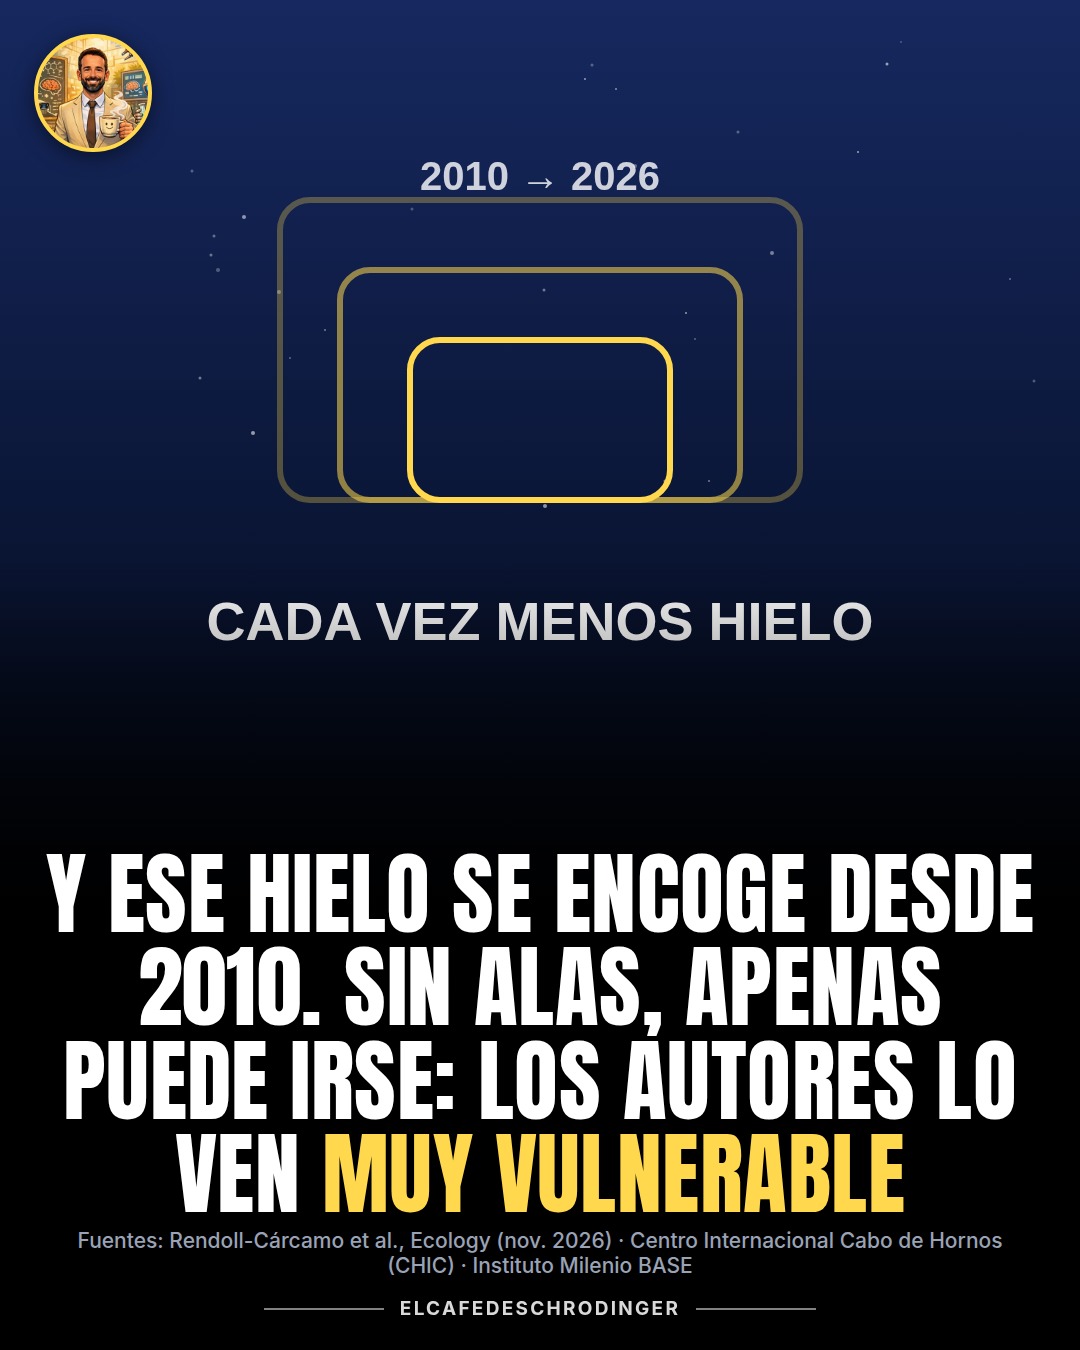 2010 → 2026
CADA VEZ MENOS HIELO
Y ESE HIELO SE ENCOGE DESDE
2010. SIN ALAS, APENAS
PUEDE IRSE: LOS AUTORES LO
VEN MUY VULNERABLE
Fuentes: Rendoll-Cárcamo et al., Ecology (nov. 2026) · Centro Internacional Cabo de Hornos
(CHIC) · Instituto Milenio BASE
ELCAFEDESCHRODINGER